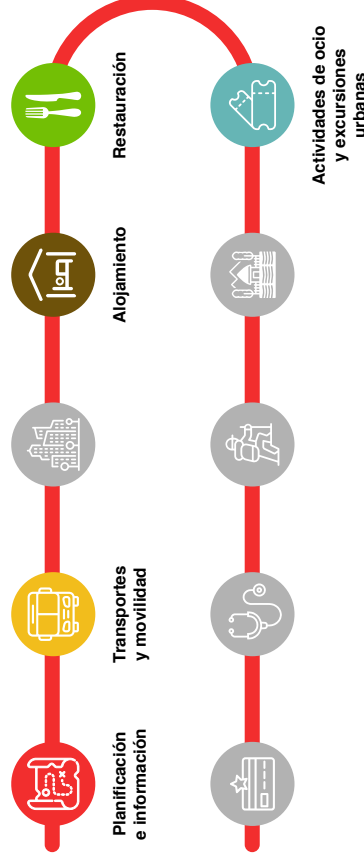 Planificación
e información
Transportes
y movilidad
Alojamiento
Restauración
Actividades de ocio
y excursiones
urbanas